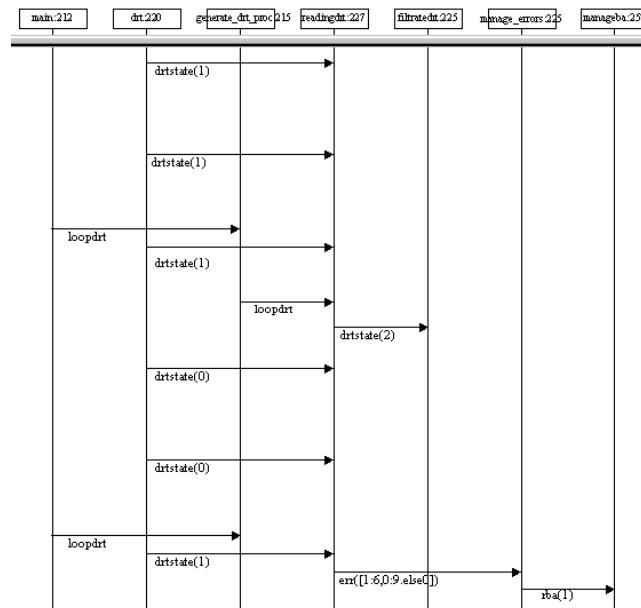 main:212
drt:220
generate_drt_proc:215
readingdrt:227
filtratedrt:225
manage_errors:225
manageba:25
drtstate(1)
drtstate(1)
loopdrt
drtstate(1)
loopdrt
drtstate(2)
drtstate(0)
drtstate(0)
loopdrt
drtstate(1)
err([1:6,0:9.else0])
rba(1)